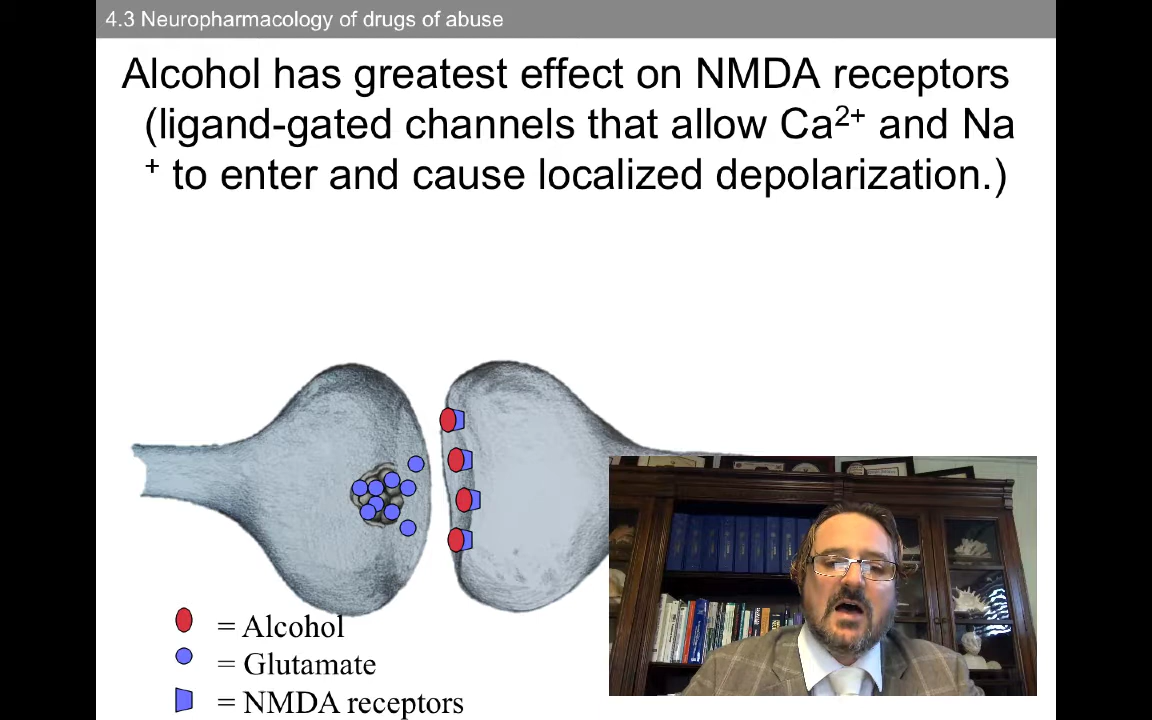 4.3 Neuropharmacology of drugs of abuse
Alcohol has greatest effect on NMDA receptors
(ligand-gated channels that allow Ca2+ and Na
+ to enter and cause localized depolarization.)
= Alcohol
= Glutamate
= NMDA receptors